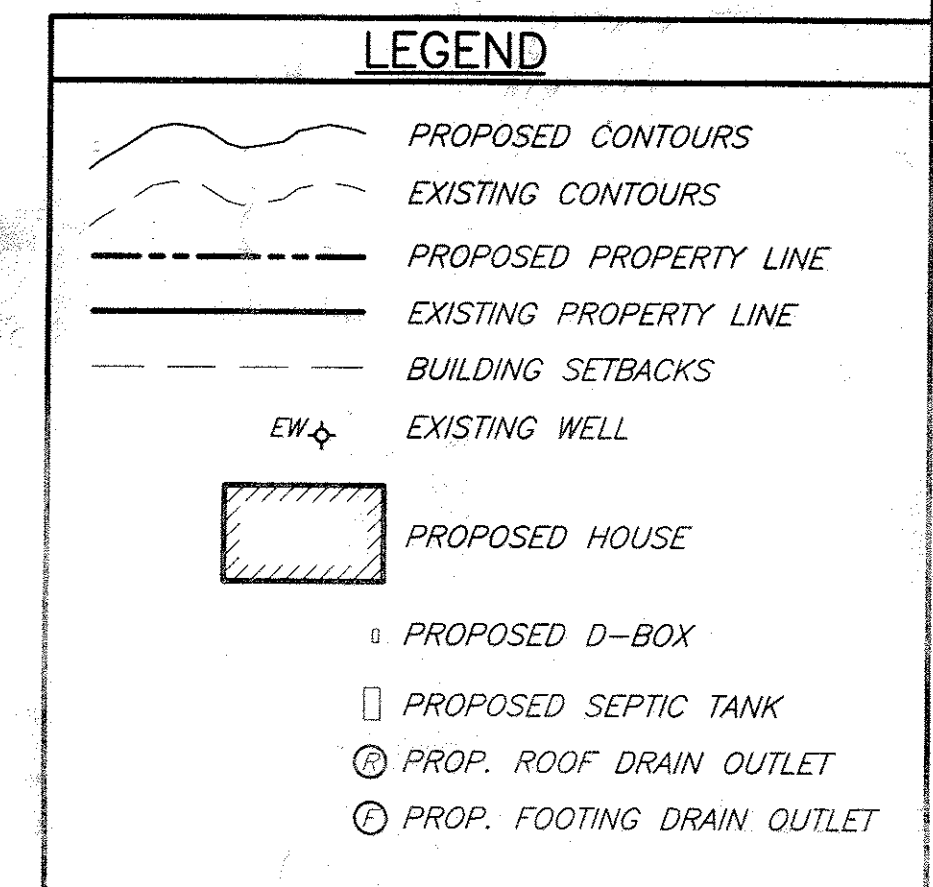 LEGEND
PROPOSED CONTOURS
EXISTING CONTOURS
PROPOSED PROPERTY LINE
EXISTING PROPERTY LINE
BUILDING SETBACKS
EW EXISTING WELL
PROPOSED HOUSE
PROPOSED D-BOX
PROPOSED SEPTIC TANK
R PROP. ROOF DRAIN OUTLET
F PROP. FOOTING DRAIN OUTLET